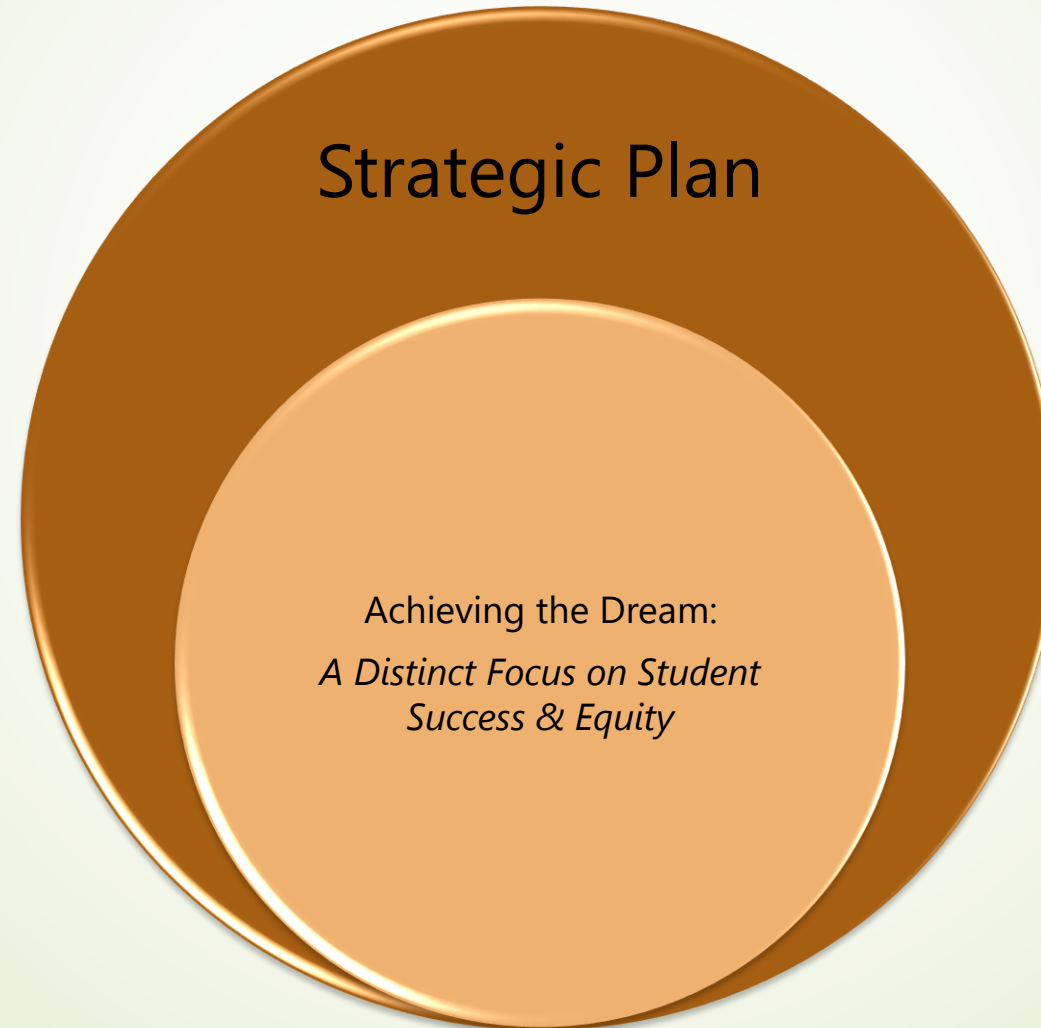 Strategic Plan
Achieving the Dream:
A Distinct Focus on Student
Success & Equity